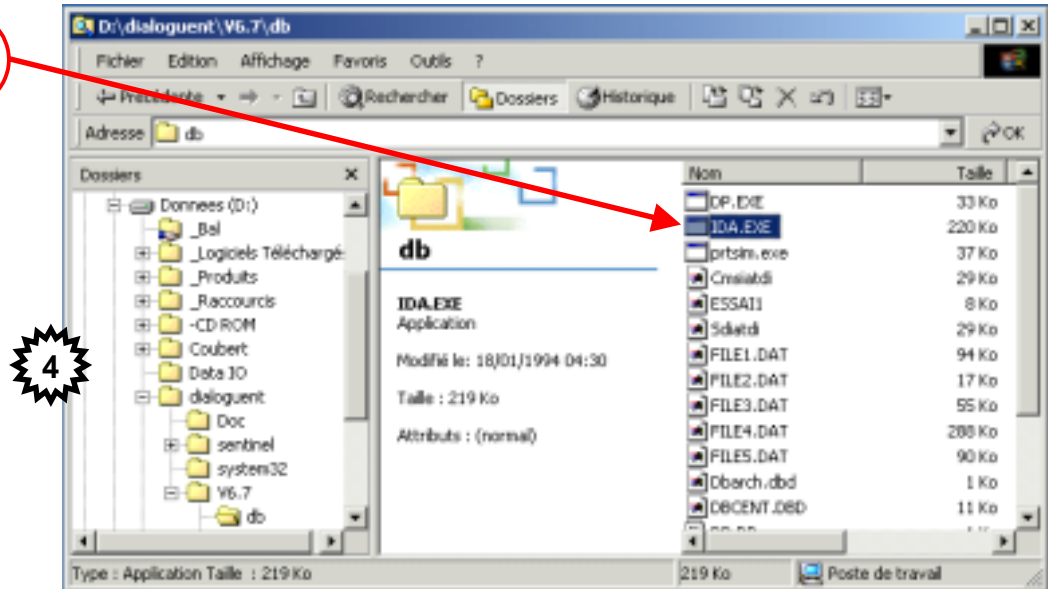 D:\dialoguent\V6.7\db
Fichier Edition Affichage Favoris Outils ?
Précédente Rechercher Dossiers Historique
Adresse db OK
Dossiers
Donnees (D:)
_Bal
_Logiciels Téléchargé
_Produits
_Raccourcis
-CD ROM
Coubert
Data IO
dialoguent
Doc
sentinel
system32
V6.7
db
4
db
IDA.EXE
Application
Modifié le: 18/01/1994 04:30
Taille : 219 Ko
Attributs : (normal)
Nom Taille
DP.EXE 33 Ko
IDA.EXE 220 Ko
prtsim.exe 37 Ko
Cmsiatdi 29 Ko
ESSAI1 8 Ko
Sdiatdi 29 Ko
FILE1.DAT 94 Ko
FILE2.DAT 17 Ko
FILE3.DAT 55 Ko
FILE4.DAT 288 Ko
FILE5.DAT 90 Ko
Dbarch.dbd 1 Ko
DBCENT.DBD 11 Ko
Type : Application Taille : 219 Ko 219 Ko Poste de travail